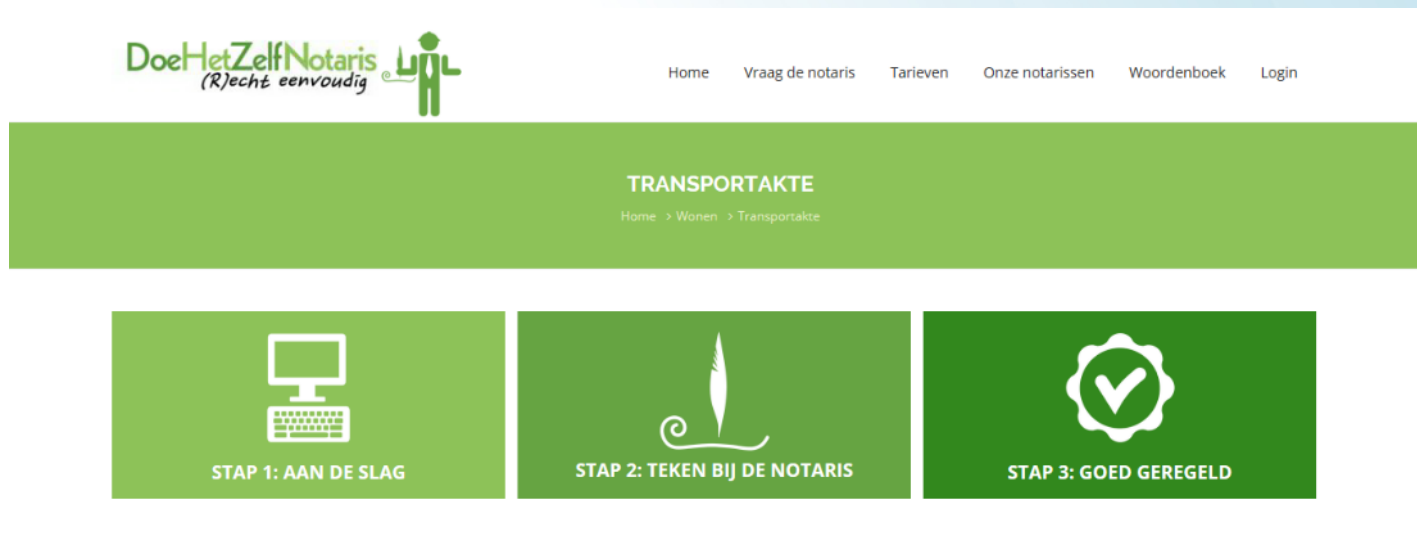 DoeHetZelfNotaris
(R)echt eenvoudig
Home Vraag de notaris Tarieven Onze notarissen Woordenboek Login
TRANSPORTAKTE
Home > Wonen > Transportakte
STAP 1: AAN DE SLAG
STAP 2: TEKEN BIJ DE NOTARIS
STAP 3: GOED GEREGELD